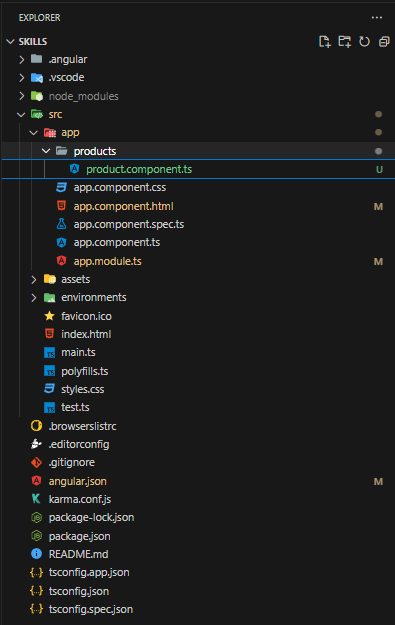 EXPLORER
SKILLS
.angular
.vscode
node_modules
src
app
products
product.component.ts U
app.component.css
app.component.html M
app.component.spec.ts
app.component.ts
app.module.ts M
assets
environments
favicon.ico
index.html
main.ts
polyfills.ts
styles.css
test.ts
.browserslistrc
.editorconfig
.gitignore
angular.json M
karma.conf.js
package-lock.json
package.json
README.md
tsconfig.app.json
tsconfig.json
tsconfig.spec.json